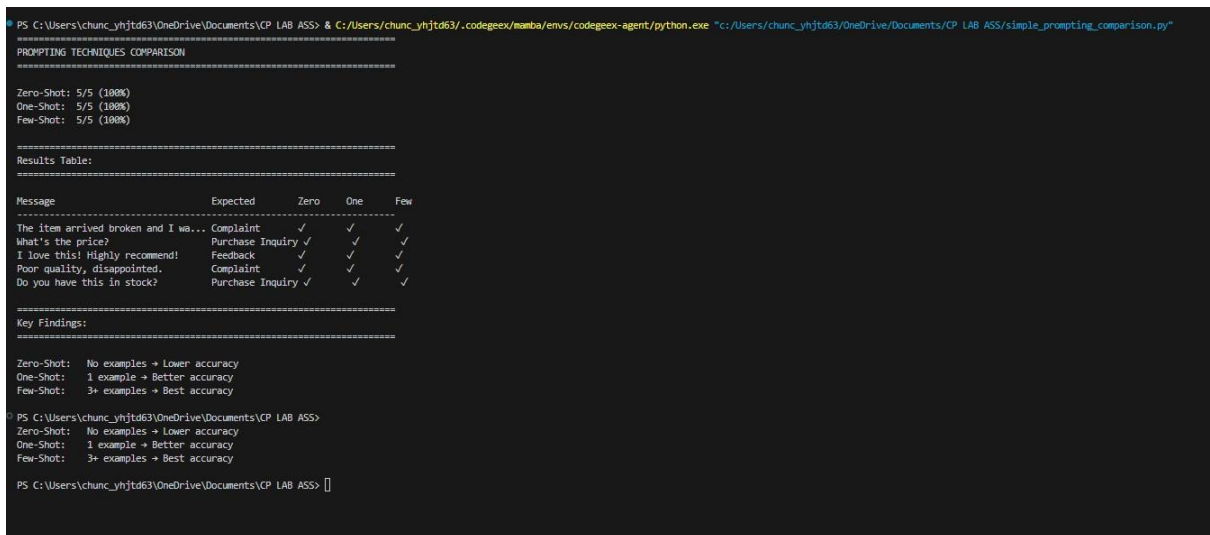 PS C:\Users\chunc_yhjtd63\OneDrive\Documents\CP LAB ASS> & C:/Users/chunc_yhjtd63/.codegeex/mamba/envs/codegeex-agent/python.exe "c:/Users/chunc_yhjtd63/OneDrive/Documents/CP LAB ASS/simple_prompting_comparison.py"
======================================================================
PROMPTING TECHNIQUES COMPARISON
======================================================================
Zero-Shot: 5/5 (100%)
One-Shot:  5/5 (100%)
Few-Shot:  5/5 (100%)
======================================================================
Results Table:
======================================================================
Message                             Expected        Zero     One      Few
----------------------------------------------------------------------
The item arrived broken and I wa... Complaint       ✓        ✓        ✓
What's the price?                   Purchase Inquiry ✓        ✓        ✓
I love this! Highly recommend!      Feedback        ✓        ✓        ✓
Poor quality, disappointed.         Complaint       ✓        ✓        ✓
Do you have this in stock?          Purchase Inquiry ✓        ✓        ✓
======================================================================
Key Findings:
======================================================================
Zero-Shot:   No examples → Lower accuracy
One-Shot:    1 example → Better accuracy
Few-Shot:    3+ examples → Best accuracy
PS C:\Users\chunc_yhjtd63\OneDrive\Documents\CP LAB ASS>
Zero-Shot:   No examples → Lower accuracy
One-Shot:    1 example → Better accuracy
Few-Shot:    3+ examples → Best accuracy
PS C:\Users\chunc_yhjtd63\OneDrive\Documents\CP LAB ASS>